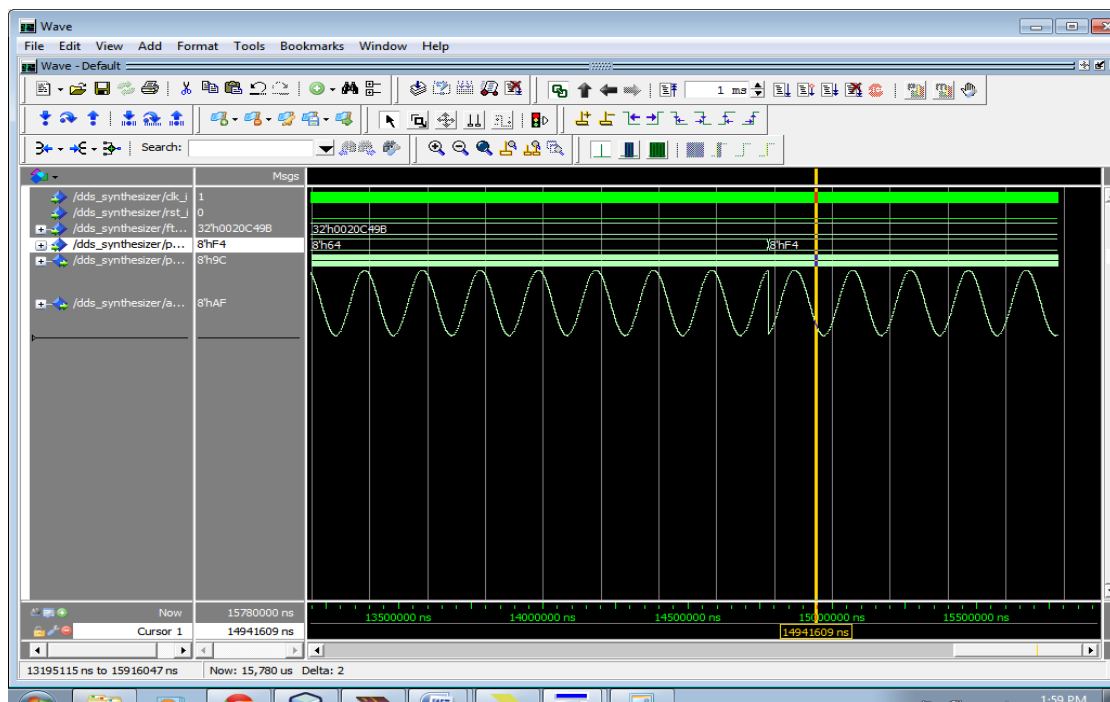 Wave
File Edit View Add Format Tools Bookmarks Window Help
Wave - Default
1 ms
Search:
Msgs
/dds_synthesizer/clk_i 1
/dds_synthesizer/rst_i 0
/dds_synthesizer/ft... 32'h0020C49B 32'h0020C49B
/dds_synthesizer/p... 8'hF4 8'h64 8'hF4
/dds_synthesizer/p... 8'h9C
/dds_synthesizer/a... 8'hAF
Now 15780000 ns 13500000 ns 14000000 ns 14500000 ns 15000000 ns 15500000 ns
Cursor 1 14941609 ns 14941609 ns
13195115 ns to 15916047 ns Now: 15,780 us Delta: 2
1:59 PM